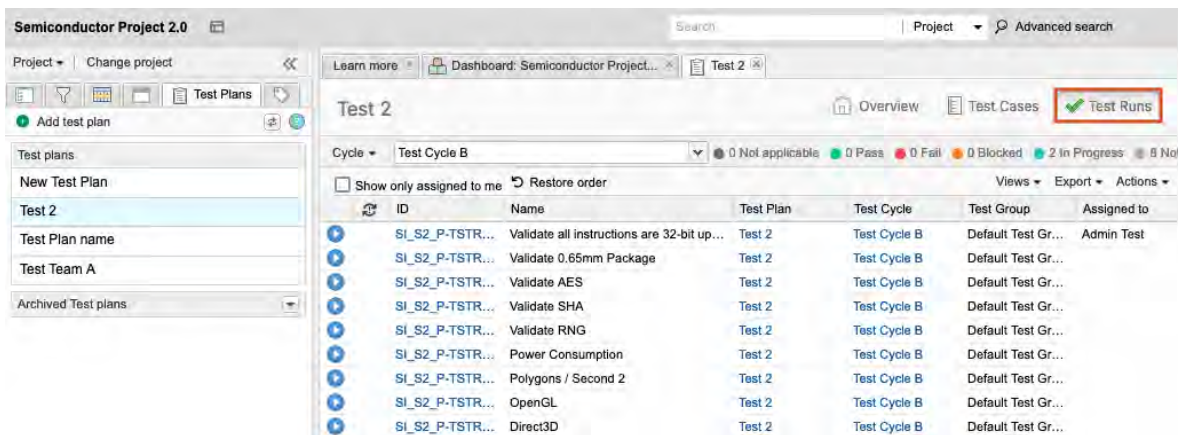 Semiconductor Project 2.0
Search
Project
Advanced search
Project
Change project
Learn more
Dashboard: Semiconductor Project...
Test 2
Test Plans
Add test plan
Test 2
Overview
Test Cases
Test Runs
Test plans
Cycle
Test Cycle B
0 Not applicable
0 Pass
0 Fail
0 Blocked
2 In Progress
New Test Plan
Test 2
Test Plan name
Test Team A
Archived Test plans
Show only assigned to me
Restore order
Views
Export
Actions
ID Name Test Plan Test Cycle Test Group Assigned to
SI_S2_P-TSTR... Validate all instructions are 32-bit up... Test 2 Test Cycle B Default Test Gr... Admin Test
SI_S2_P-TSTR... Validate 0.65mm Package Test 2 Test Cycle B Default Test Gr...
SI_S2_P-TSTR... Validate AES Test 2 Test Cycle B Default Test Gr...
SI_S2_P-TSTR... Validate SHA Test 2 Test Cycle B Default Test Gr...
SI_S2_P-TSTR... Validate RNG Test 2 Test Cycle B Default Test Gr...
SI_S2_P-TSTR... Power Consumption Test 2 Test Cycle B Default Test Gr...
SI_S2_P-TSTR... Polygons / Second 2 Test 2 Test Cycle B Default Test Gr...
SI_S2_P-TSTR... OpenGL Test 2 Test Cycle B Default Test Gr...
SI_S2_P-TSTR... Direct3D Test 2 Test Cycle B Default Test Gr...